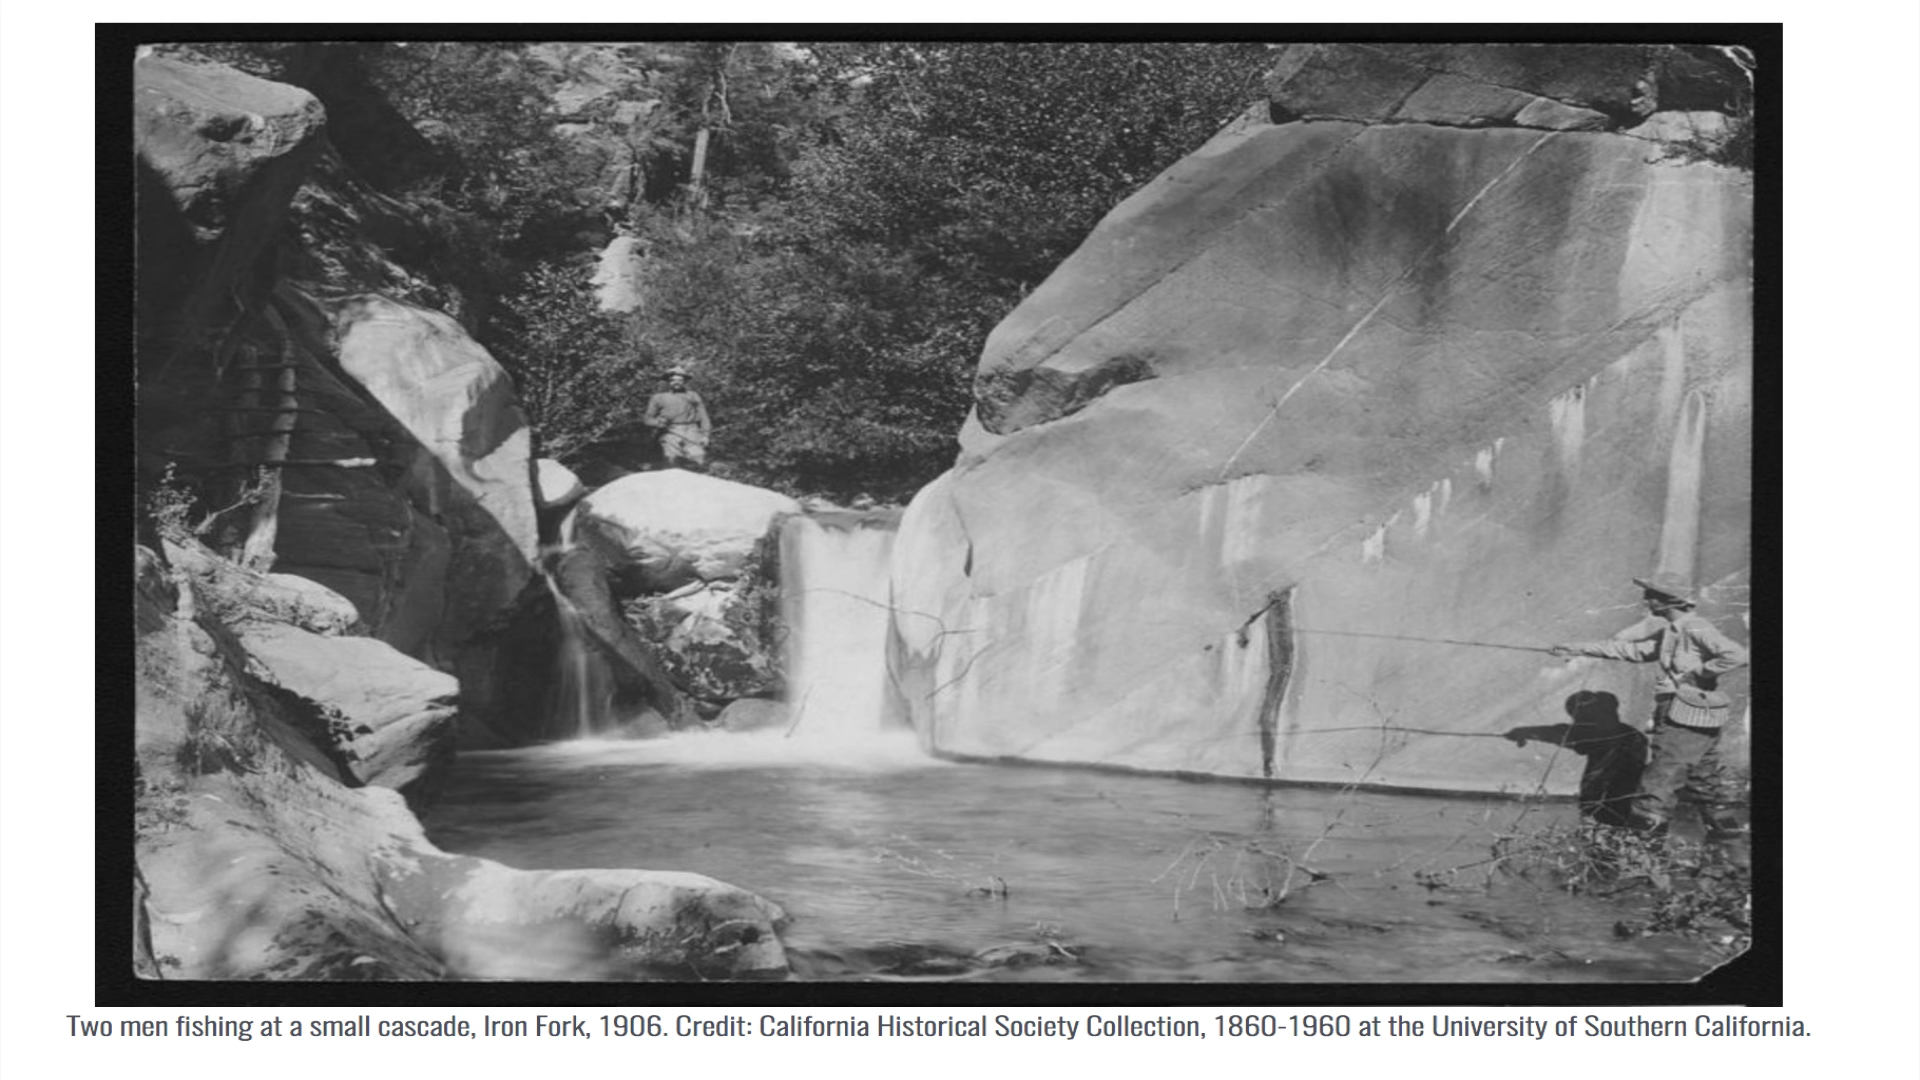 Two men fishing at a small cascade, Iron Fork, 1906. Credit: California Historical Society Collection, 1860-1960 at the University of Southern California.